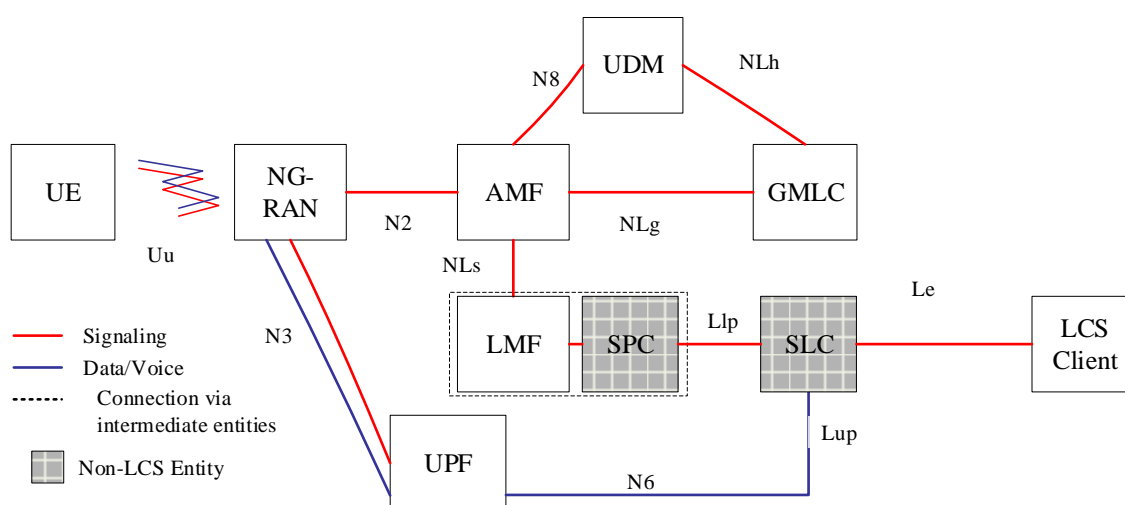 UDM
N8
NLh
UE
NG-
RAN
AMF
GMLC
N2
NLg
Uu
NLs
Le
N3
Llp
LMF
SPC
SLC
LCS
Client
Signaling
Data/Voice
Connection via
intermediate entities
Lup
UPF
Non-LCS Entity
N6